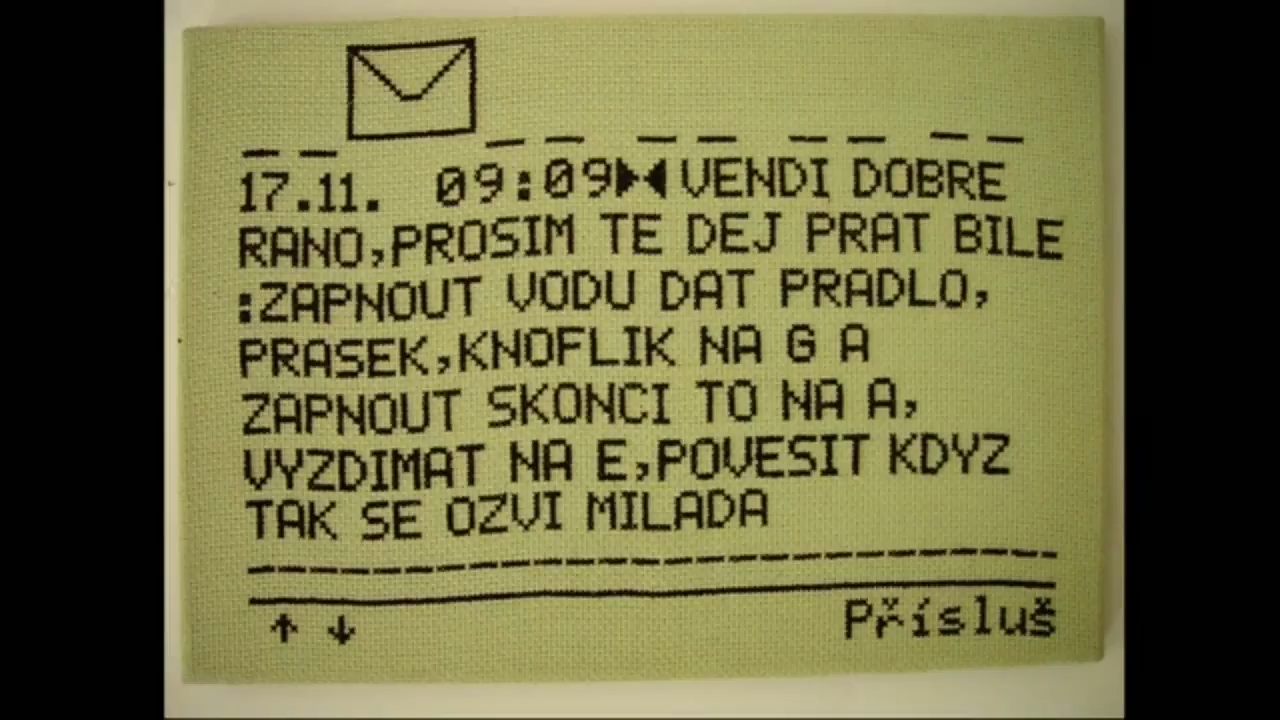 17.11. 09:09 VENDI DOBRE
RANO,PROSIM TE DEJ PRAT BILE
:ZAPNOUT VODU DAT PRADLO,
PRASEK,KNOFLIK NA G A
ZAPNOUT SKONCI TO NA A,
VYZDIMAT NA E,POVESIT KDYZ
TAK SE OZVI MILADA
Přísluš